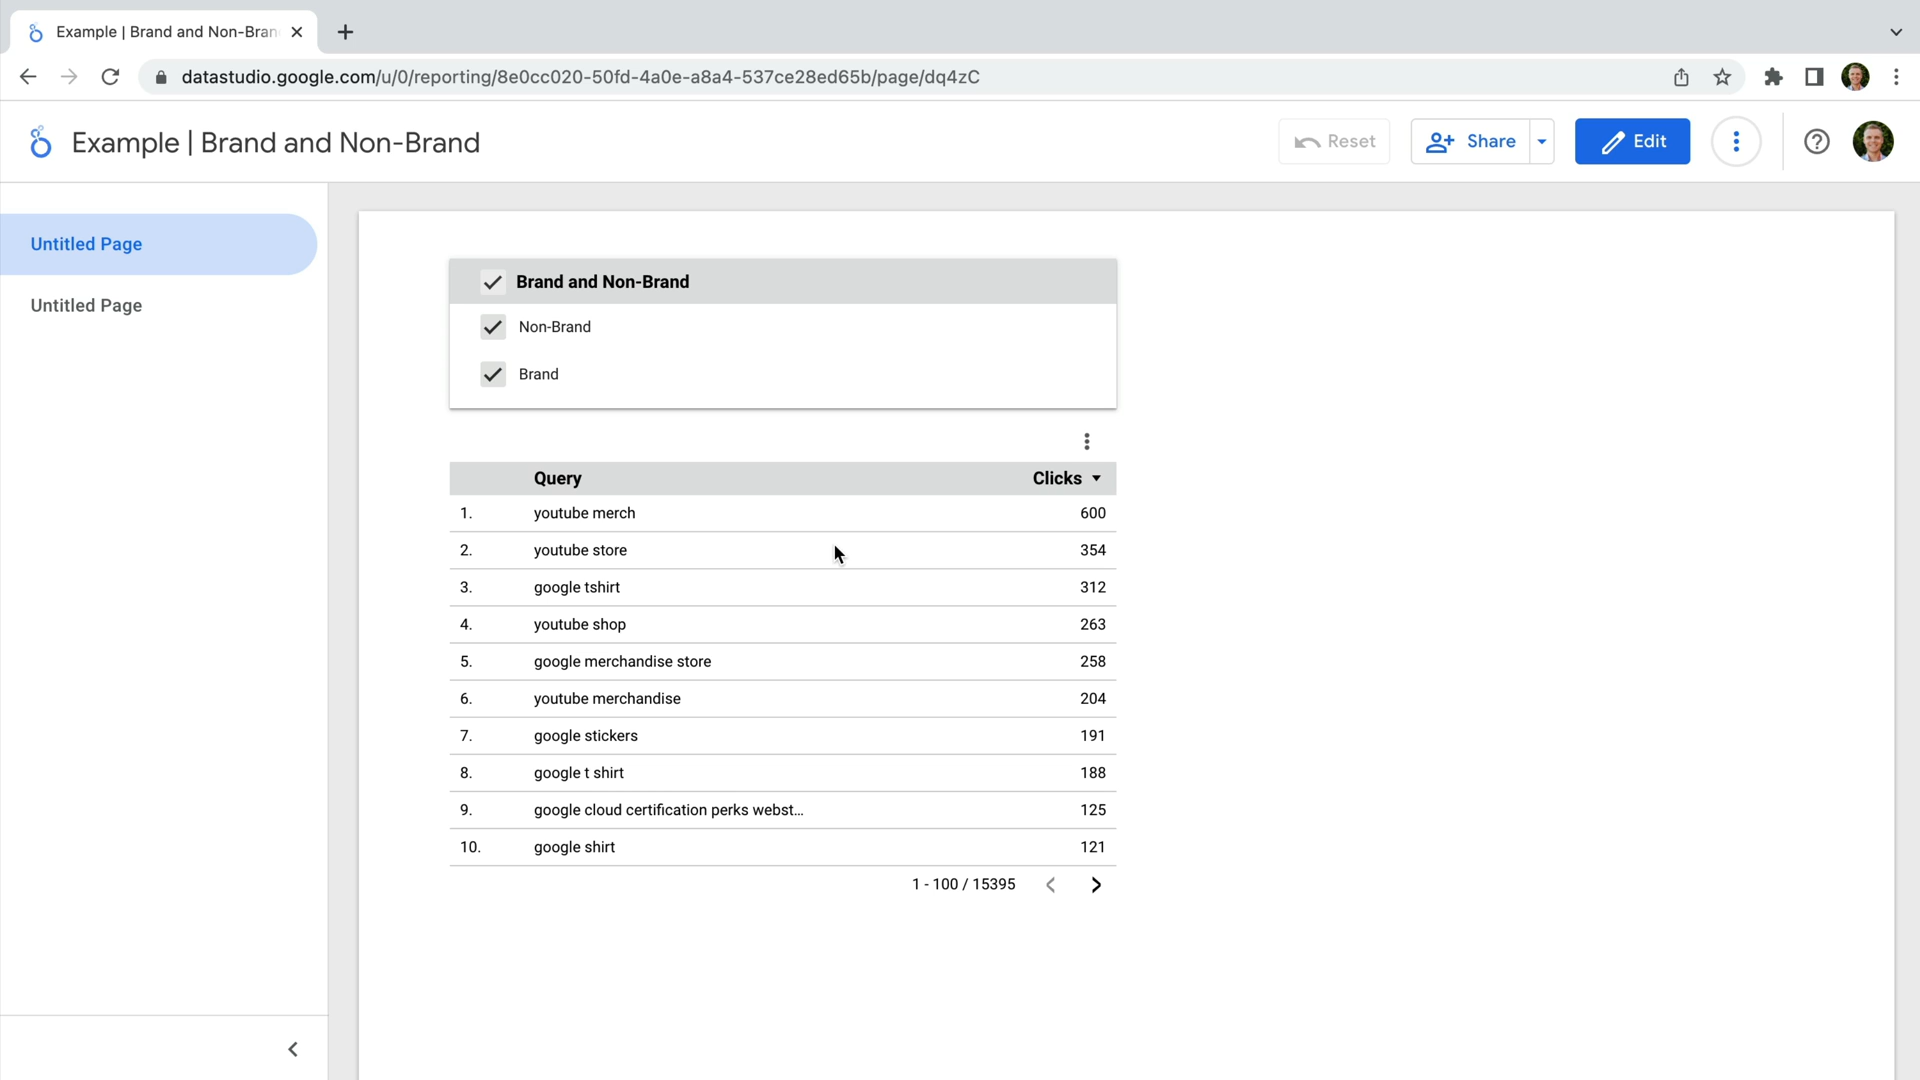 Example | Brand and Non-Bran
datastudio.google.com/u/0/reporting/8e0cc020-50fd-4a0e-a8a4-537ce28ed65b/page/dq4zC
Example | Brand and Non-Brand
Reset
Share
Edit
Untitled Page
Untitled Page
Brand and Non-Brand
Non-Brand
Brand
Query Clicks
1. youtube merch 600
2. youtube store 354
3. google tshirt 312
4. youtube shop 263
5. google merchandise store 258
6. youtube merchandise 204
7. google stickers 191
8. google t shirt 188
9. google cloud certification perks webst... 125
10. google shirt 121
1 - 100 / 15395